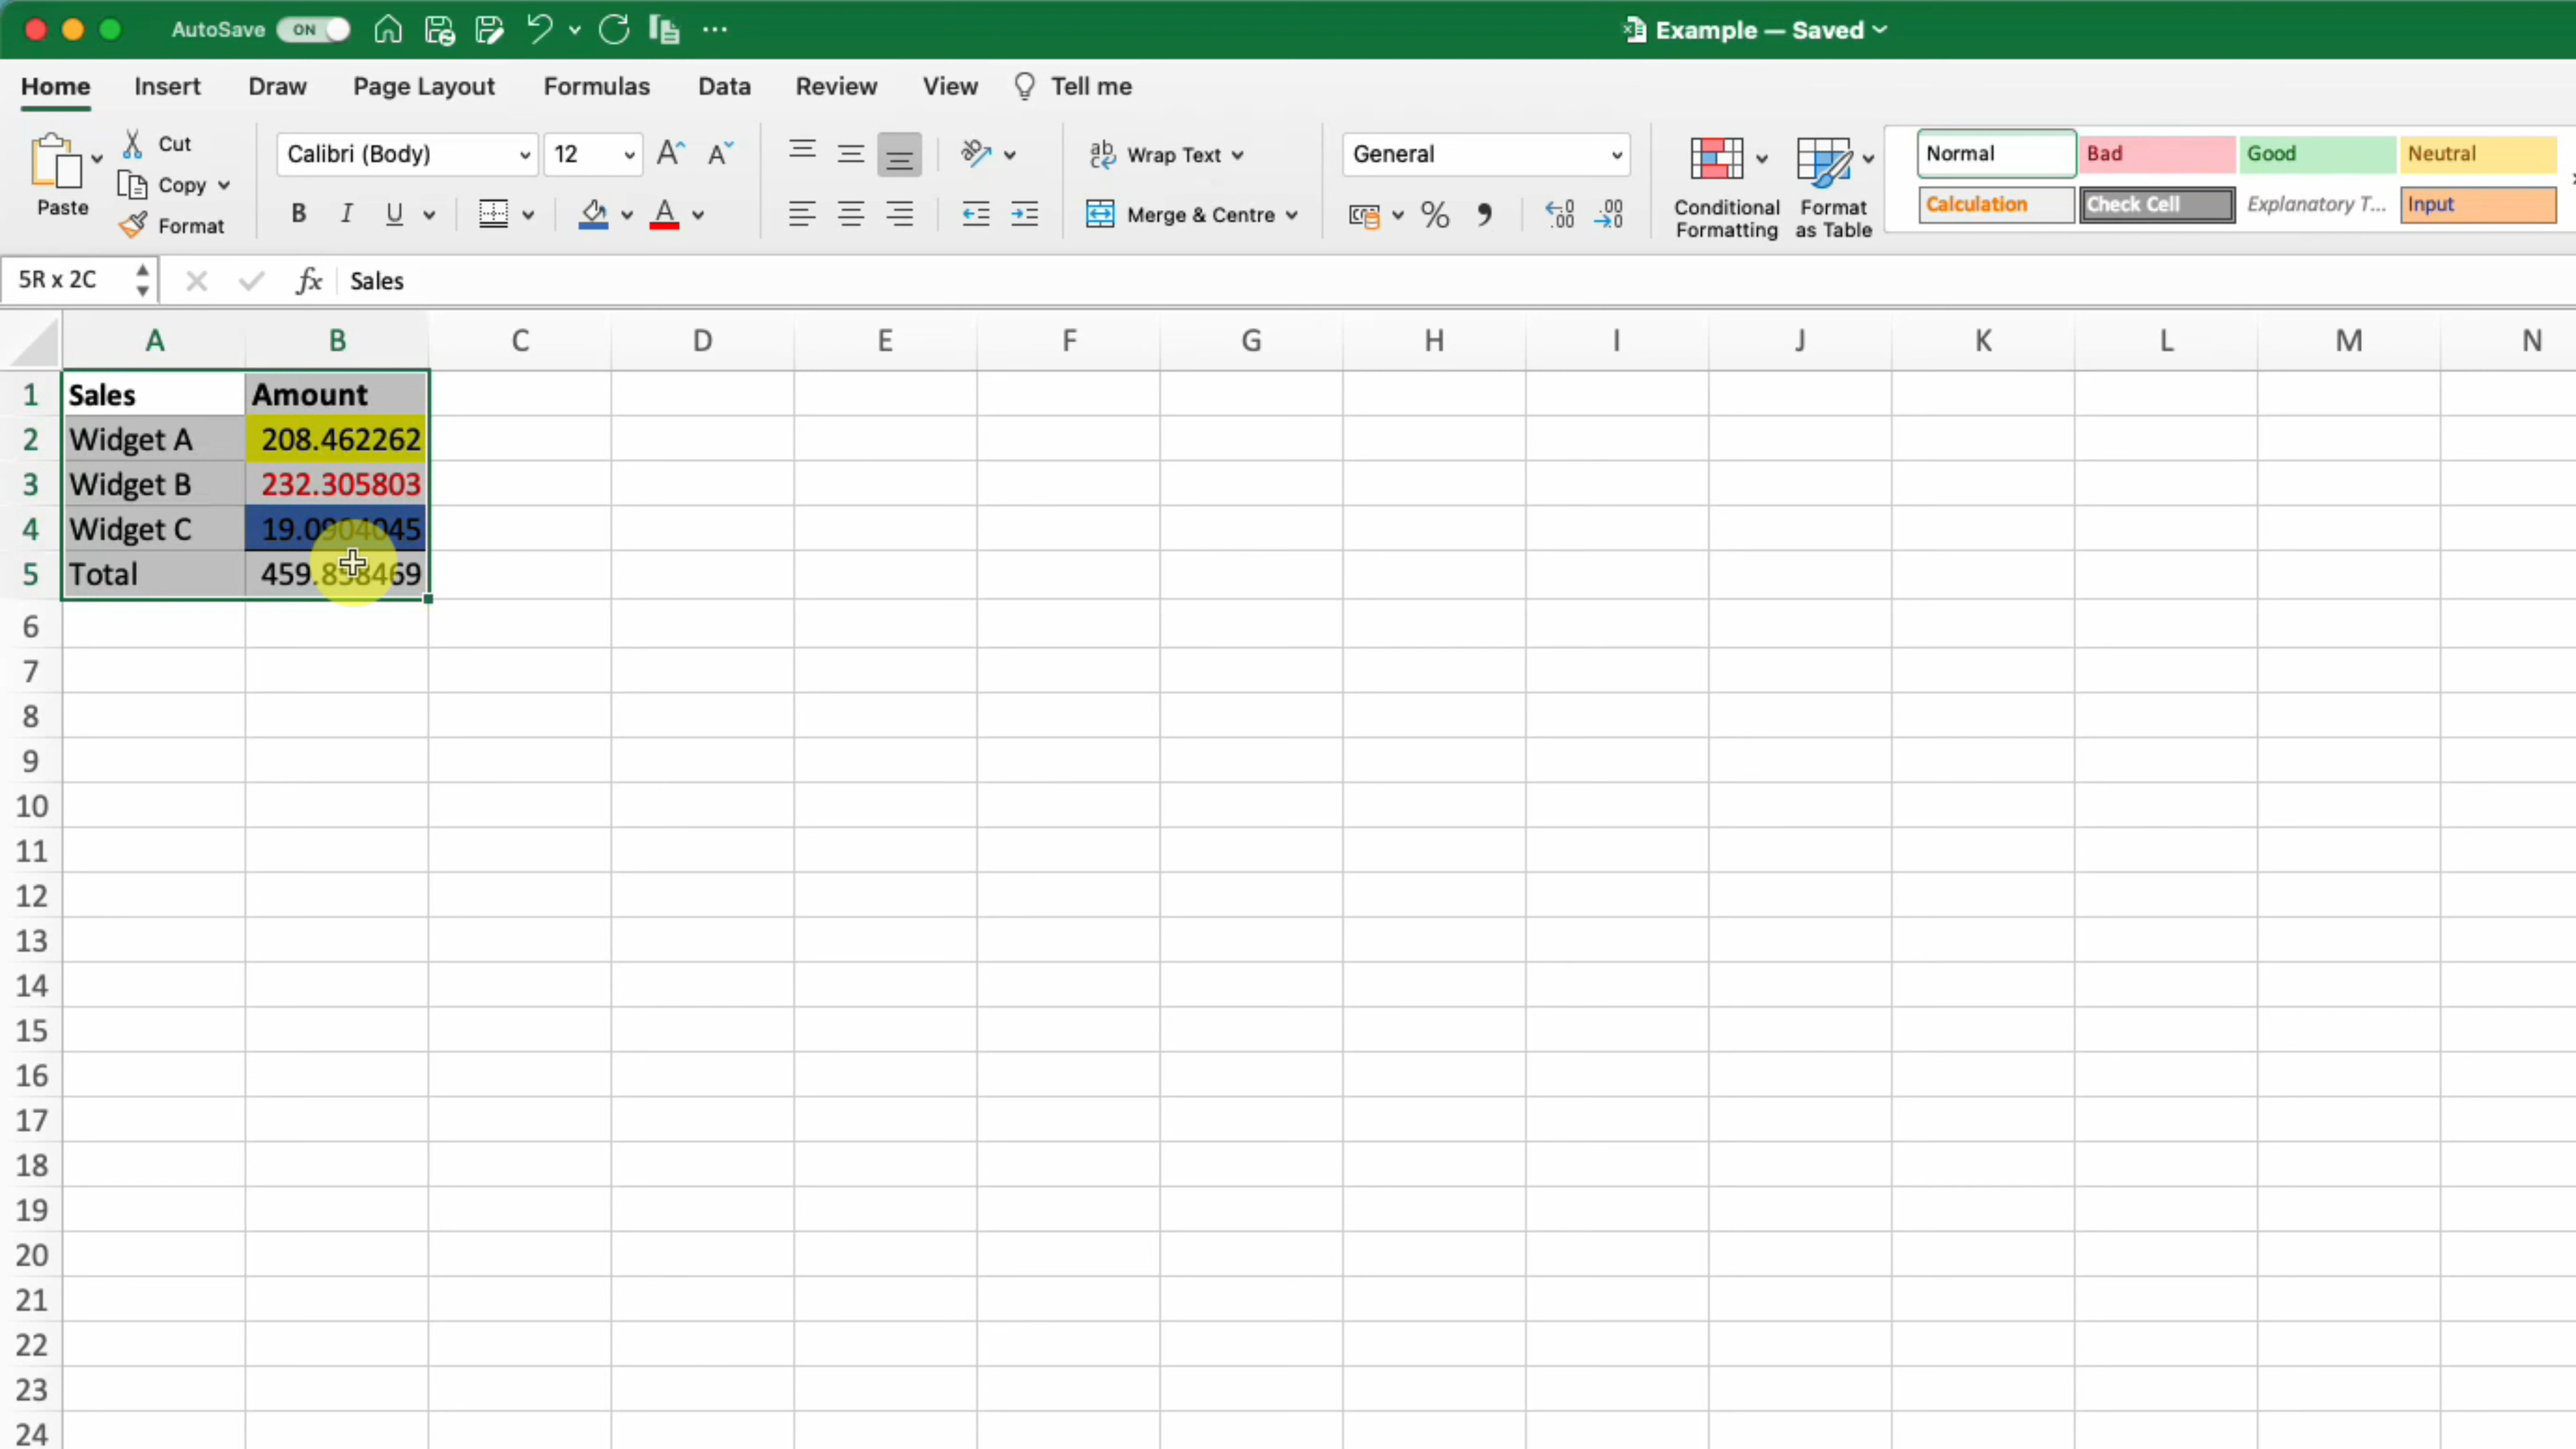 AutoSave ON
Example — Saved
Home Insert Draw Page Layout Formulas Data Review View Tell me
Paste
Cut
Copy
Format
Calibri (Body) 12
B I U
Wrap Text
Merge & Centre
General
Conditional Formatting
Format as Table
Normal Bad Good Neutral
Calculation Check Cell Explanatory T... Input
5R x 2C fx Sales
A B C D E F G H I J K L M N
1 Sales Amount
2 Widget A 208.462262
3 Widget B 232.305803
4 Widget C 19.0904045
5 Total 459.858469
6
7
8
9
10
11
12
13
14
15
16
17
18
19
20
21
22
23
24